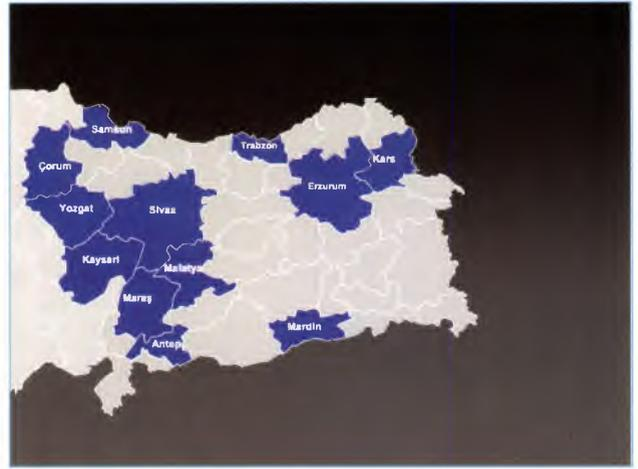 Samsun
Trabzon
Kars
Çorum
Erzurum
Yozgat
Sivas
Kayseri
Malatya
Maraş
Mardin
Antep